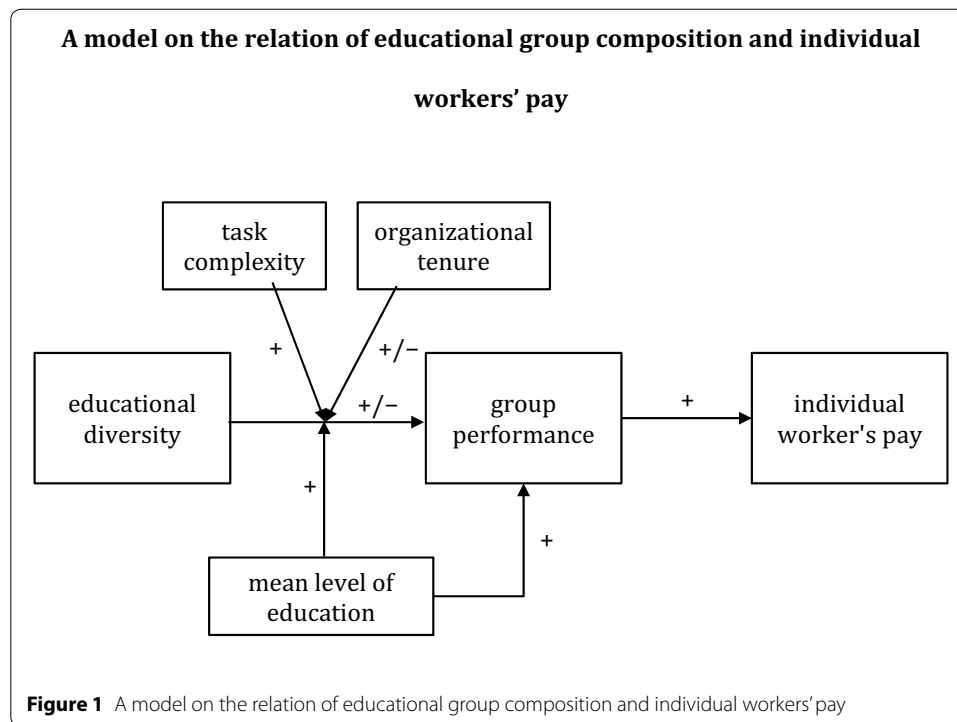 A model on the relation of educational group composition and individual
workers’ pay
task
complexity
organizational
tenure
+
+/−
educational
diversity
+/−
group
performance
+
individual
worker's pay
+
+
mean level of
education
Figure 1 A model on the relation of educational group composition and individual workers’ pay